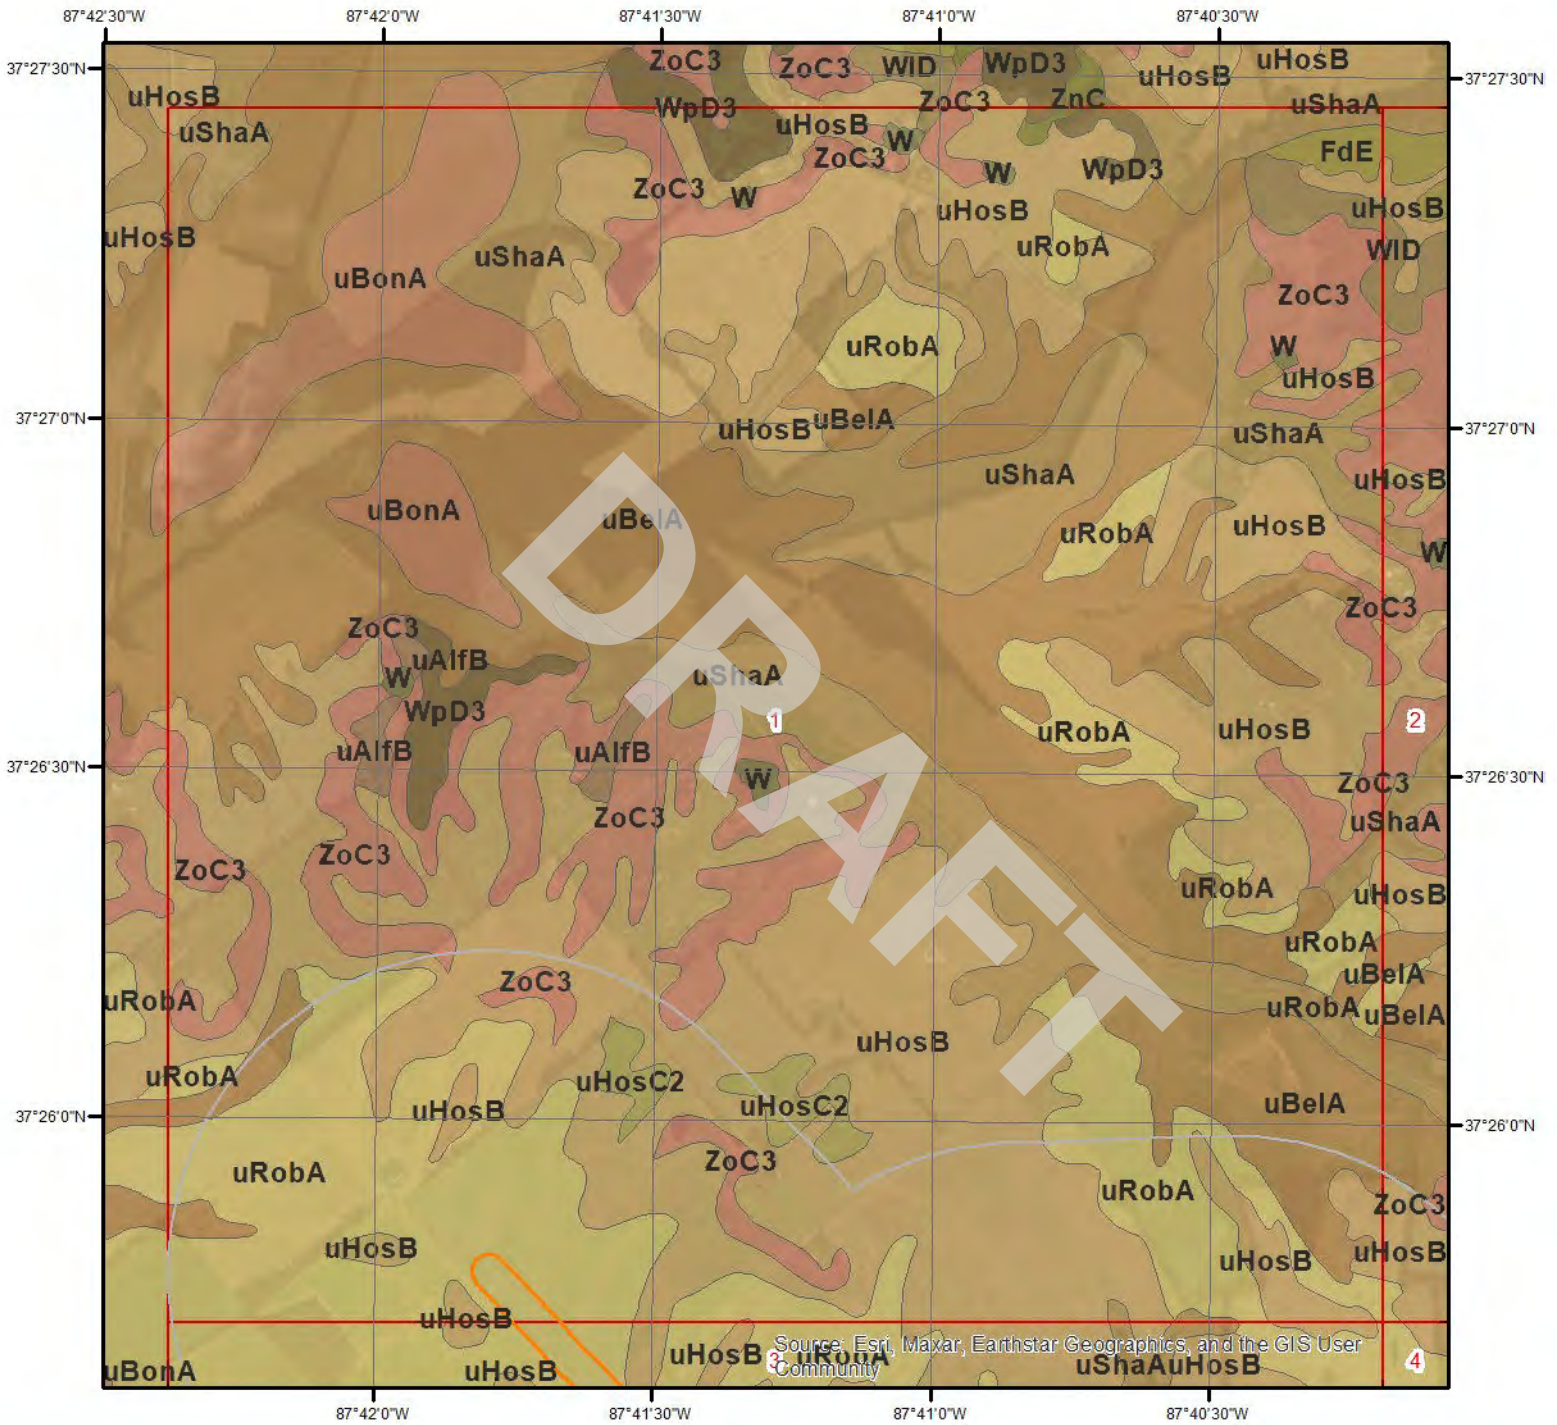 87°42'30"W 87°42'0"W 87°41'30"W 87°41'0"W 87°40'30"W
37°27'30"N
37°27'30"N
ZoC3
ZoC3
WID
WpD3
uHosB
uHosB
uHosB
WpD3
ZoC3
ZnC
uShaA
uShaA
uHosB
W
FdE
ZoC3
WpD3
ZoC3
W
W
uHosB
uHosB
uHosB
uBonA
uShaA
uRobA
WID
ZoC3
uRobA
W
uHosB
37°27'0"N
37°27'0"N
uHosB
uBelA
uShaA
uShaA
uHosB
uBonA
uBelA
uRobA
uHosB
W
ZoC3
ZoC3
uAlfB
W
uShaA
WpD3
1
2
uRobA
uHosB
uAlfB
uAlfB
37°26'30"N
37°26'30"N
W
ZoC3
ZoC3
uShaA
ZoC3
ZoC3
uRobA
uHosB
uRobA
uBelA
ZoC3
uRobA
uRobA
uBelA
uHosB
uRobA
uHosC2
uHosB
uHosC2
uBelA
37°26'0"N
37°26'0"N
uRobA
ZoC3
uRobA
ZoC3
uHosB
uHosB
uHosB
uHosB
uHosB
3
uRobA
uShaA
uHosB
4
uBonA
uHosB
Source: Esri, Maxar, Earthstar Geographics, and the GIS User
Community
DRAFT
87°42'0"W 87°41'30"W 87°41'0"W 87°40'30"W